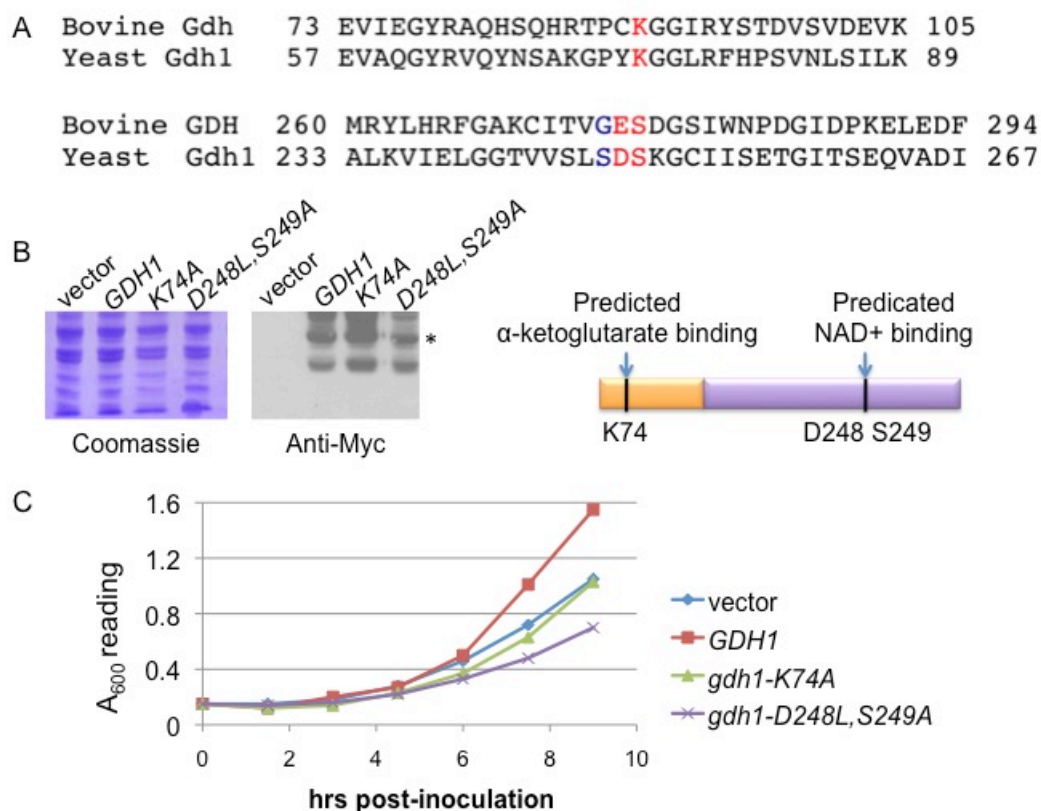 A
Bovine Gdh 73 EVIEGYRAQHSQHRTPCKGGIRYSTDVSVDEVK 105
Yeast Gdh1 57 EVAQGYRVQYNSAKGPYKGGLRFHPSVNLSILK 89
Bovine GDH 260 MRYLHRFGAKCITVGESDGSIWNPDGIDPKELEDF 294
Yeast Gdh1 233 ALKVIELGGTVVSLSDSKGCIISETGITSEQVADI 267
B
vector GDH1 K74A D248L,S249A
vector GDH1 K74A D248L,S249A
*
Coomassie
Anti-Myc
Predicted
α-ketoglutarate binding
Predicated
NAD+ binding
K74
D248 S249
C
1.6
1.2
0.8
0.4
0
A600 reading
0 2 4 6 8 10
hrs post-inoculation
vector
GDH1
gdh1-K74A
gdh1-D248L,S249A